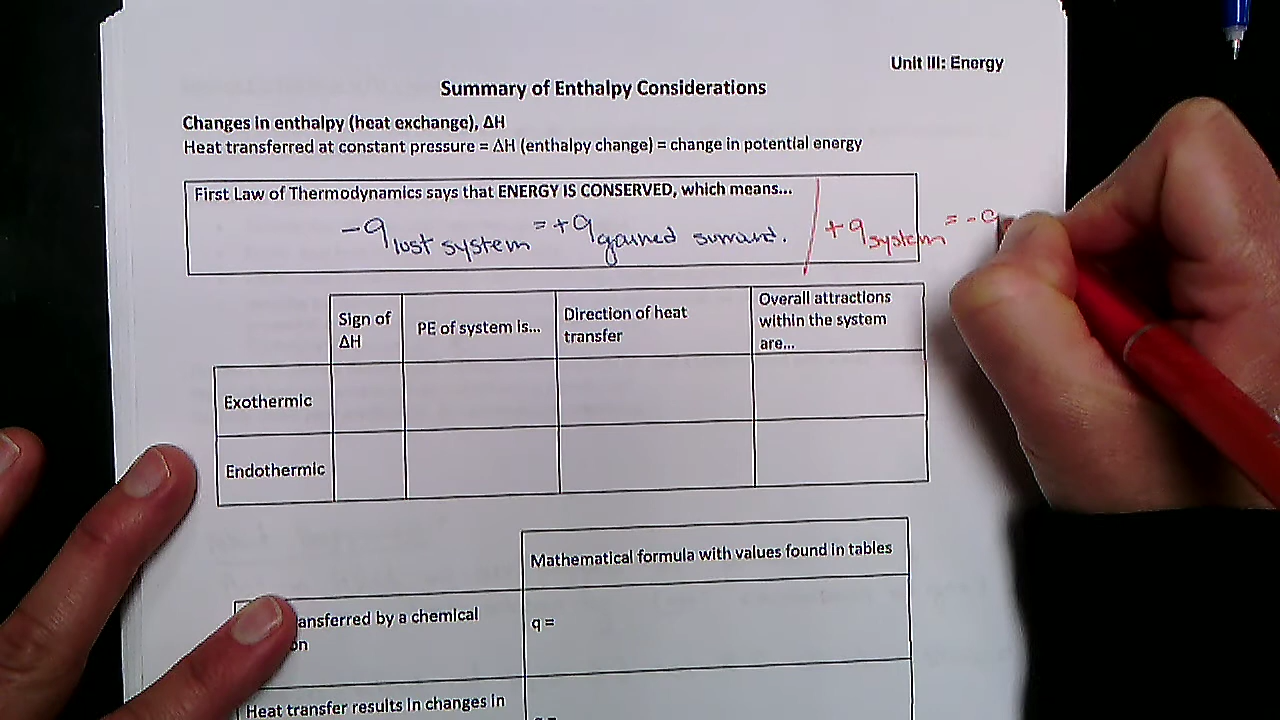 Unit III: Energy
Summary of Enthalpy Considerations
Changes in enthalpy (heat exchange), ΔH
Heat transferred at constant pressure = ΔH (enthalpy change) = change in potential energy
First Law of Thermodynamics says that ENERGY IS CONSERVED, which means...
-q lost system = +q gained surround. / +q system = -q
Sign of
ΔH
PE of system is...
Direction of heat
transfer
Overall attractions
within the system
are...
Exothermic
Endothermic
Mathematical formula with values found in tables
ansferred by a chemical
on
q =
Heat transfer results in changes in